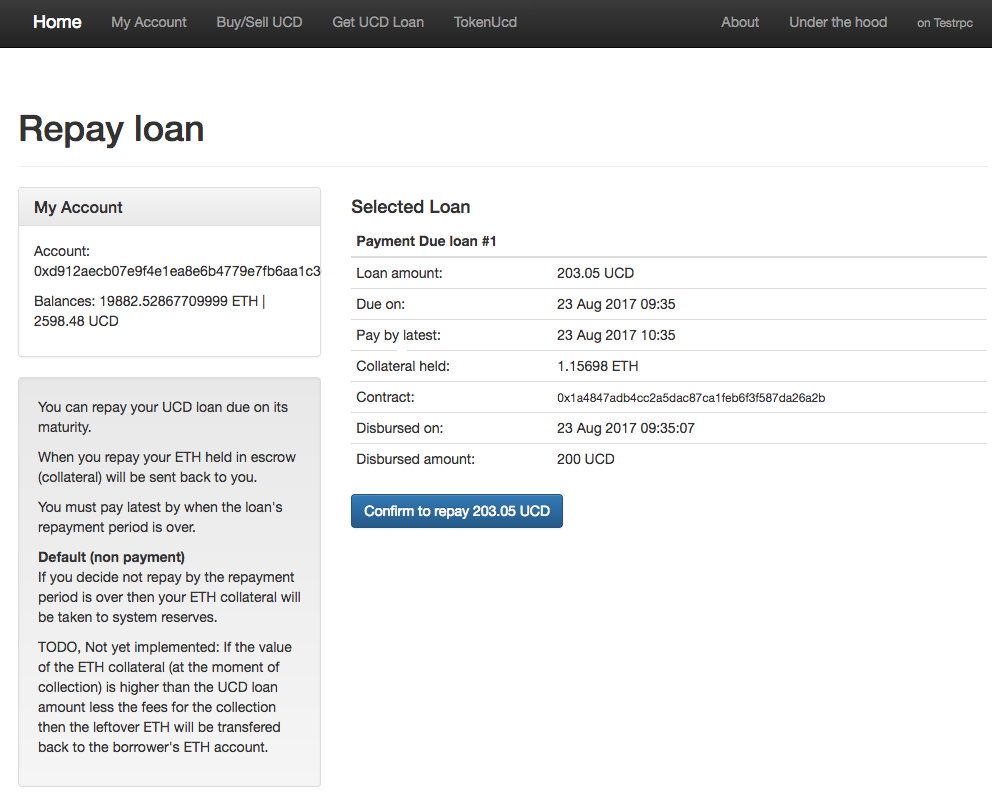 Home My Account Buy/Sell UCD Get UCD Loan TokenUcd About Under the hood on Testrpc
Repay loan
My Account
Account:
0xd912aecb07e9f4e1ea8e6b4779e7fb6aa1c3
Balances: 19882.52867709999 ETH |
2598.48 UCD
You can repay your UCD loan due on its
maturity.
When you repay your ETH held in escrow
(collateral) will be sent back to you.
You must pay latest by when the loan's
repayment period is over.
Default (non payment)
If you decide not repay by the repayment
period is over then your ETH collateral will
be taken to system reserves.
TODO, Not yet implemented: If the value
of the ETH collateral (at the moment of
collection) is higher than the UCD loan
amount less the fees for the collection
then the leftover ETH will be transfered
back to the borrower's ETH account.
Selected Loan
Payment Due loan #1
Loan amount: 203.05 UCD
Due on: 23 Aug 2017 09:35
Pay by latest: 23 Aug 2017 10:35
Collateral held: 1.15698 ETH
Contract: 0x1a4847adb4cc2a5dac87ca1feb6f3f587da26a2b
Disbursed on: 23 Aug 2017 09:35:07
Disbursed amount: 200 UCD
Confirm to repay 203.05 UCD